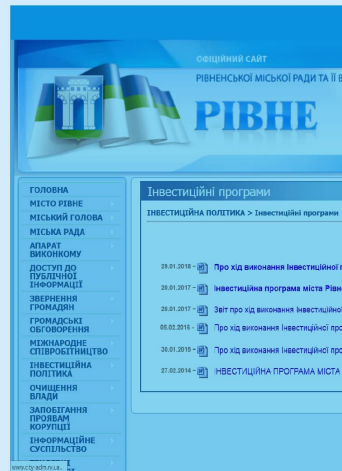 ОФІЦІЙНИЙ САЙТ
РІВНЕНСЬКОЇ МІСЬКОЇ РАДИ ТА ЇЇ В
РІВНЕ
ГОЛОВНА
МІСТО РІВНЕ
МІСЬКИЙ ГОЛОВА
МІСЬКА РАДА
АПАРАТ
ВИКОНКОМУ
ДОСТУП ДО
ПУБЛІЧНОЇ
ІНФОРМАЦІЇ
ЗВЕРНЕННЯ
ГРОМАДЯН
ГРОМАДСЬКІ
ОБГОВОРЕННЯ
МІЖНАРОДНЕ
СПІВРОБІТНИЦТВО
ІНВЕСТИЦІЙНА
ПОЛІТИКА
ОЧИЩЕННЯ
ВЛАДИ
ЗАПОБІГАННЯ
ПРОЯВАМ
КОРУПЦІЇ
ІНФОРМАЦІЙНЕ
СУСПІЛЬСТВО
Інвестиційні програми
ІНВЕСТИЦІЙНА ПОЛІТИКА > Інвестиційні програми
29.01.2018 - Про хід виконання Інвестиційної
20.01.2017 - Інвестиційна програма міста Рівн
20.01.2017 - Звіт про хід виконання Інвестиційної
05.02.2016 - Про хід виконання Інвестиційної про
30.01.2015 - Про хід виконання Інвестиційної про
27.02.2014 - ІНВЕСТИЦІЙНА ПРОГРАМА МІСТА